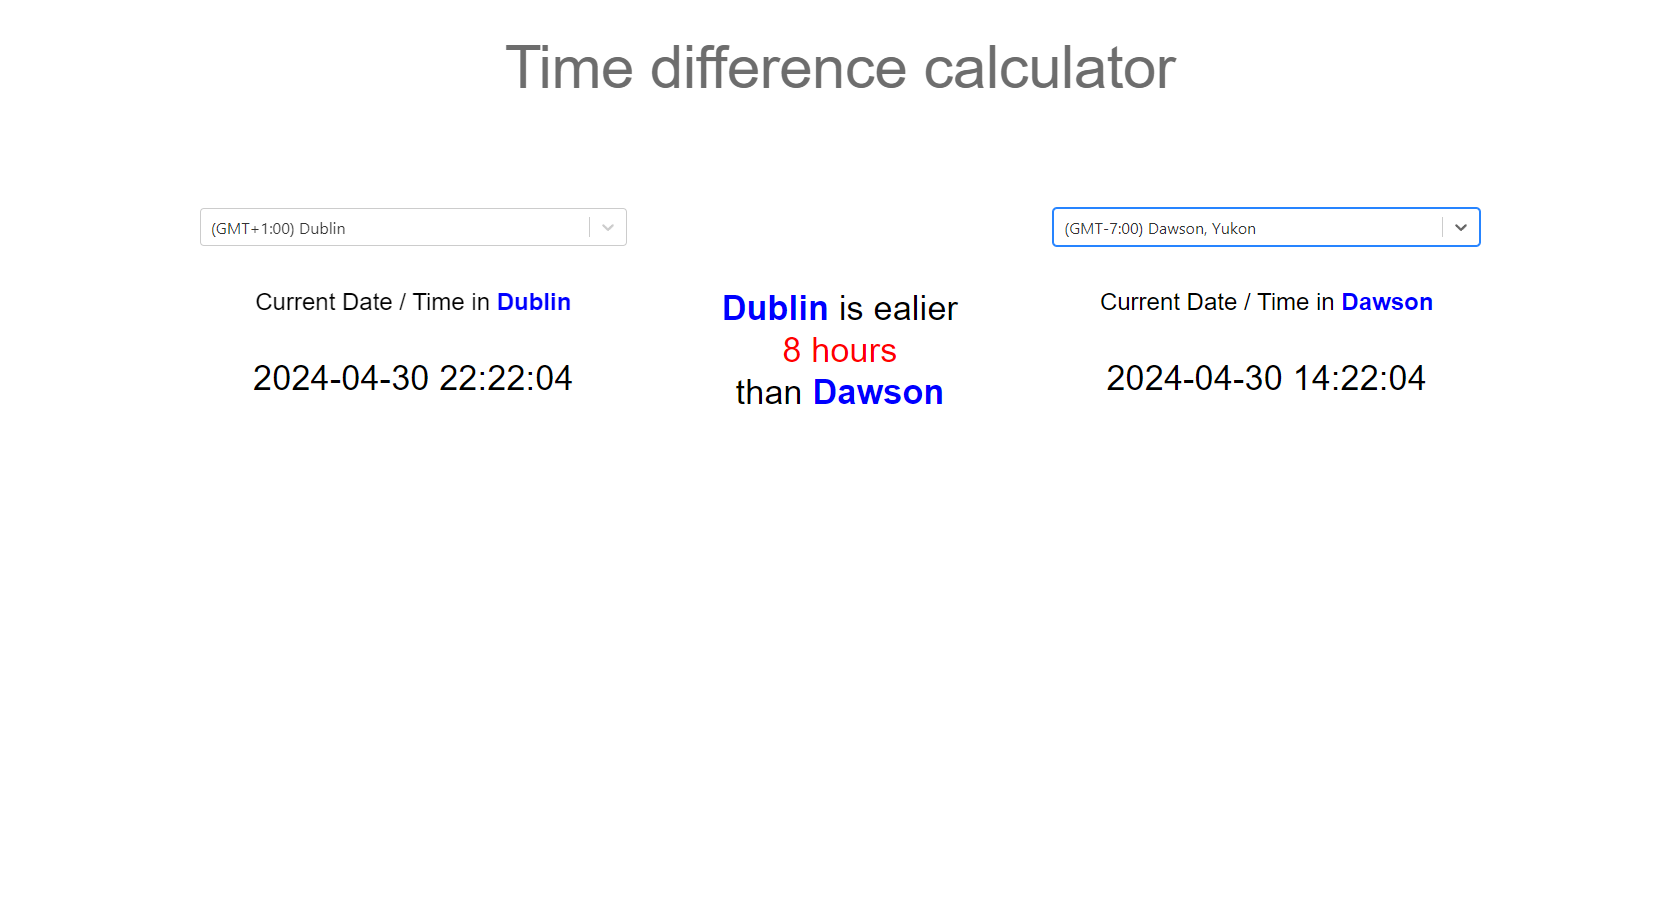 Time difference calculator
(GMT+1:00) Dublin
(GMT-7:00) Dawson, Yukon
Current Date / Time in Dublin
2024-04-30 22:22:04
Dublin is ealier
8 hours
than Dawson
Current Date / Time in Dawson
2024-04-30 14:22:04